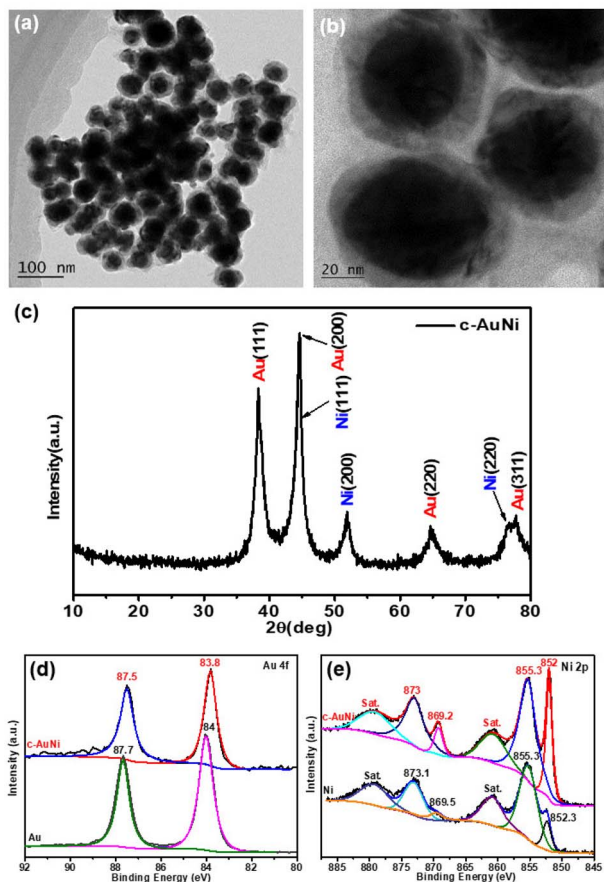 (a)
100 nm
(b)
20 nm
(c)
c-AuNi
Au(111)
Au(200)
Ni(111)
Ni(200)
Au(220)
Ni(220)
Au(311)
Intensity(a.u.)
10 20 30 40 50 60 70 80
2θ(deg)
(d)
Au 4f
87.5
83.8
c-AuNi
87.7
84
Au
Intensity (a.u.)
92 90 88 86 84 82 80
Binding Energy (eV)
(e)
Ni 2p
852
855.3
873
Sat.
869.2
Sat.
c-AuNi
855.3
873.1
Sat.
869.5
Sat.
852.3
Ni
Intensity (a.u.)
885 880 875 870 865 860 855 850 845
Binding Energy (eV)